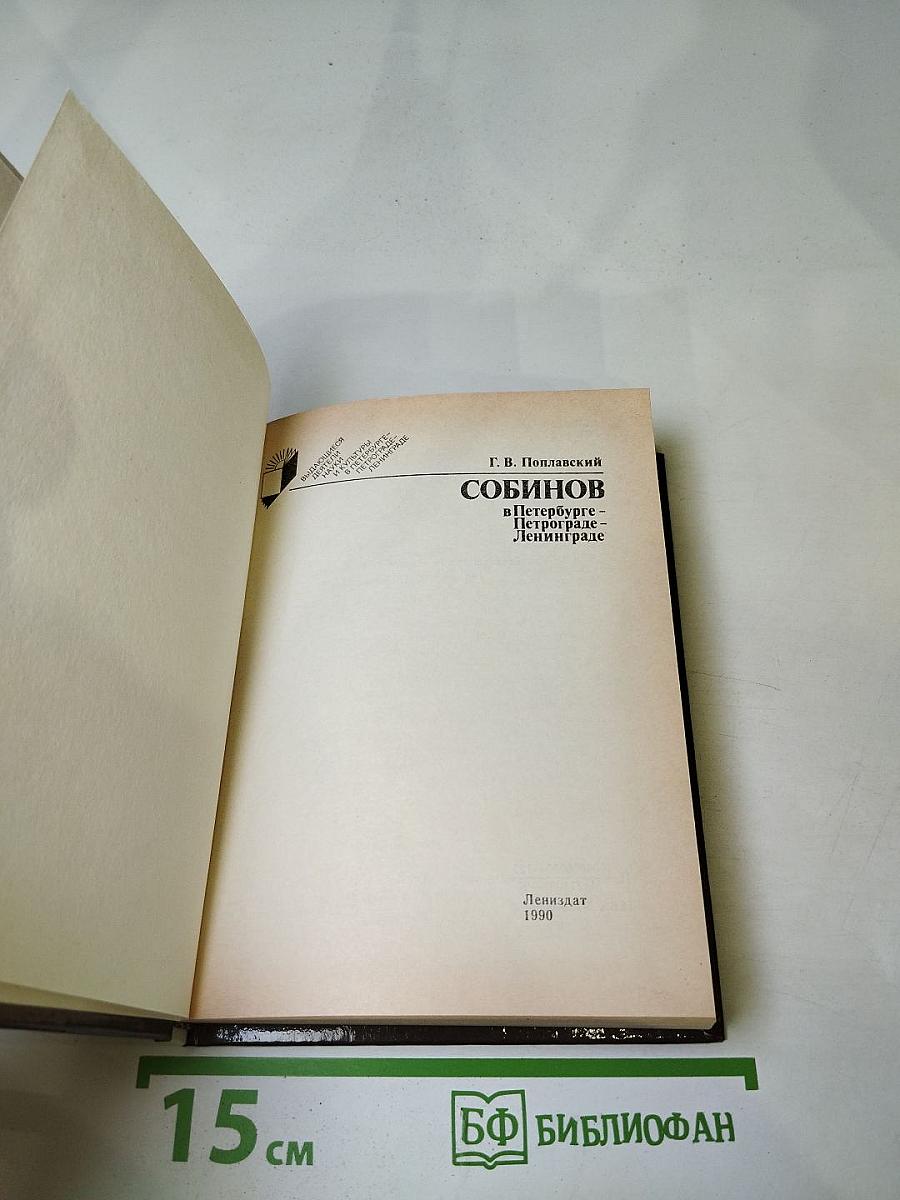 ВЫДАЮЩИЕСЯ
ДЕЯТЕЛИ
НАУКИ
И КУЛЬТУРЫ
В ПЕТЕРБУРГЕ–
ПЕТРОГРАДЕ–
ЛЕНИНГРАДЕ
Г. В. Поплавский
СОБИНОВ
в Петербурге –
Петрограде –
Ленинграде
Лениздат
1990
15 см
БФ БИБЛИОФАН